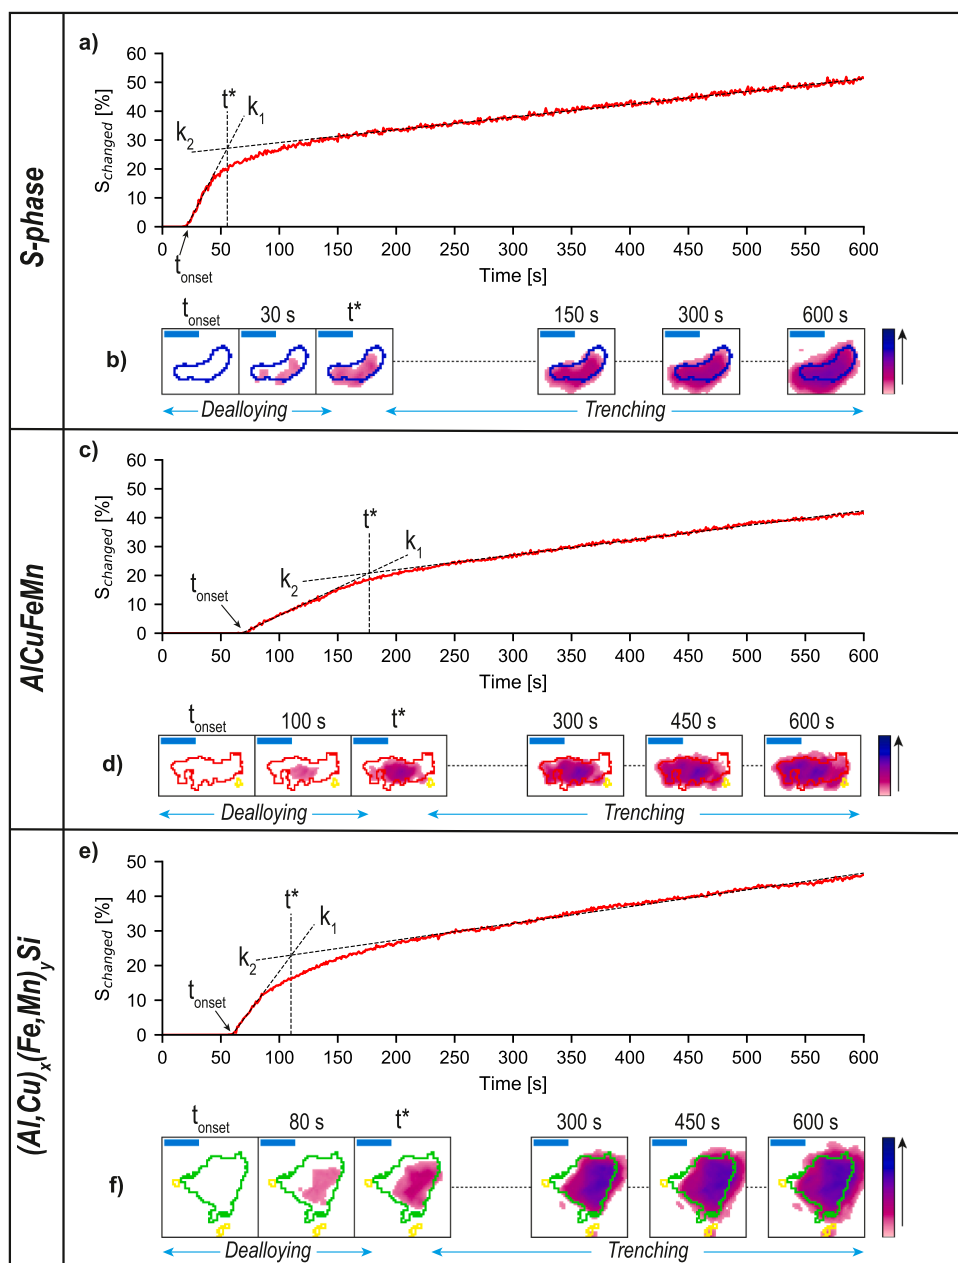 S-phase
a)
60
50
40
30
20
10
0
S_changed [%]
t*
k_1
k_2
t_onset
0 50 100 150 200 250 300 350 400 450 500 550 600
Time [s]
b)
t_onset 30 s t* 150 s 300 s 600 s
Dealloying Trenching
AlCuFeMn
c)
60
50
40
30
20
10
0
S_changed [%]
t*
k_1
k_2
t_onset
0 50 100 150 200 250 300 350 400 450 500 550 600
Time [s]
d)
t_onset 100 s t* 300 s 450 s 600 s
Dealloying Trenching
(Al,Cu)_x(Fe,Mn)_ySi
e)
50
40
30
20
10
0
S_changed [%]
t*
k_1
k_2
t_onset
0 50 100 150 200 250 300 350 400 450 500 550 600
Time [s]
f)
t_onset 80 s t* 300 s 450 s 600 s
Dealloying Trenching